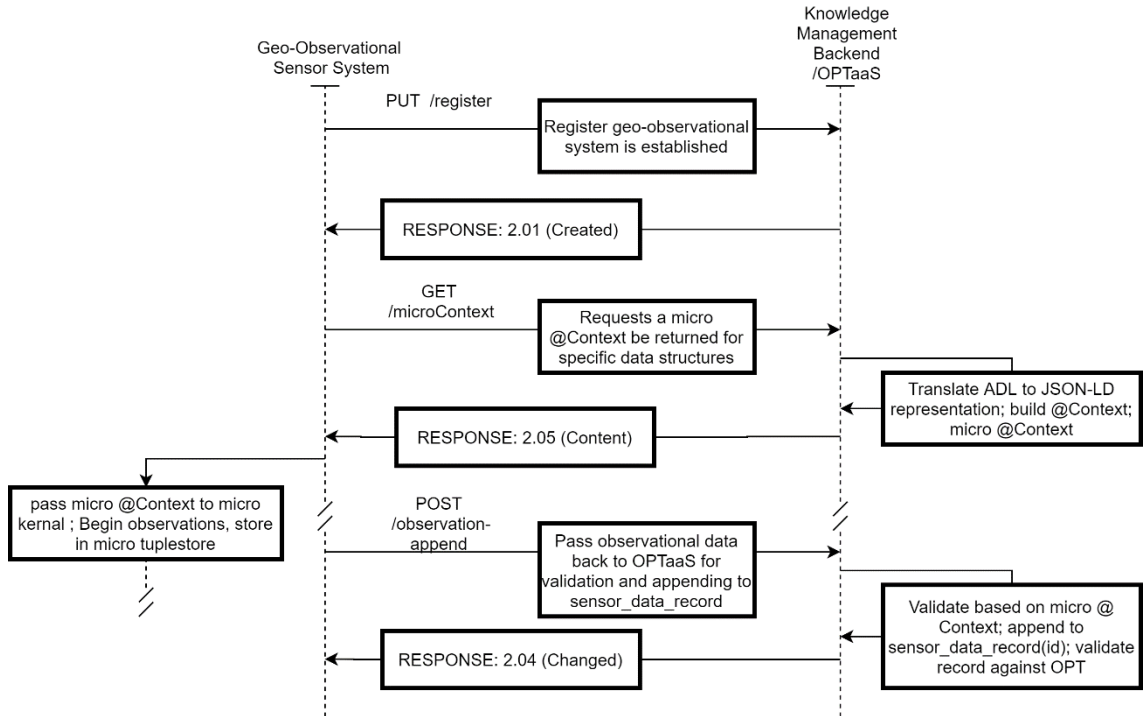 Geo-Observational
Sensor System
Knowledge
Management
Backend
/OPTaaS
PUT /register
Register geo-observational
system is established
RESPONSE: 2.01 (Created)
GET
/microContext
Requests a micro
@Context be returned for
specific data structures
Translate ADL to JSON-LD
representation; build @Context;
micro @Context
RESPONSE: 2.05 (Content)
pass micro @Context to micro
kernal ; Begin observations, store
in micro tuplestore
POST
/observation-
append
Pass observational data
back to OPTaaS for
validation and appending to
sensor_data_record
Validate based on micro @
Context; append to
sensor_data_record(id); validate
record against OPT
RESPONSE: 2.04 (Changed)